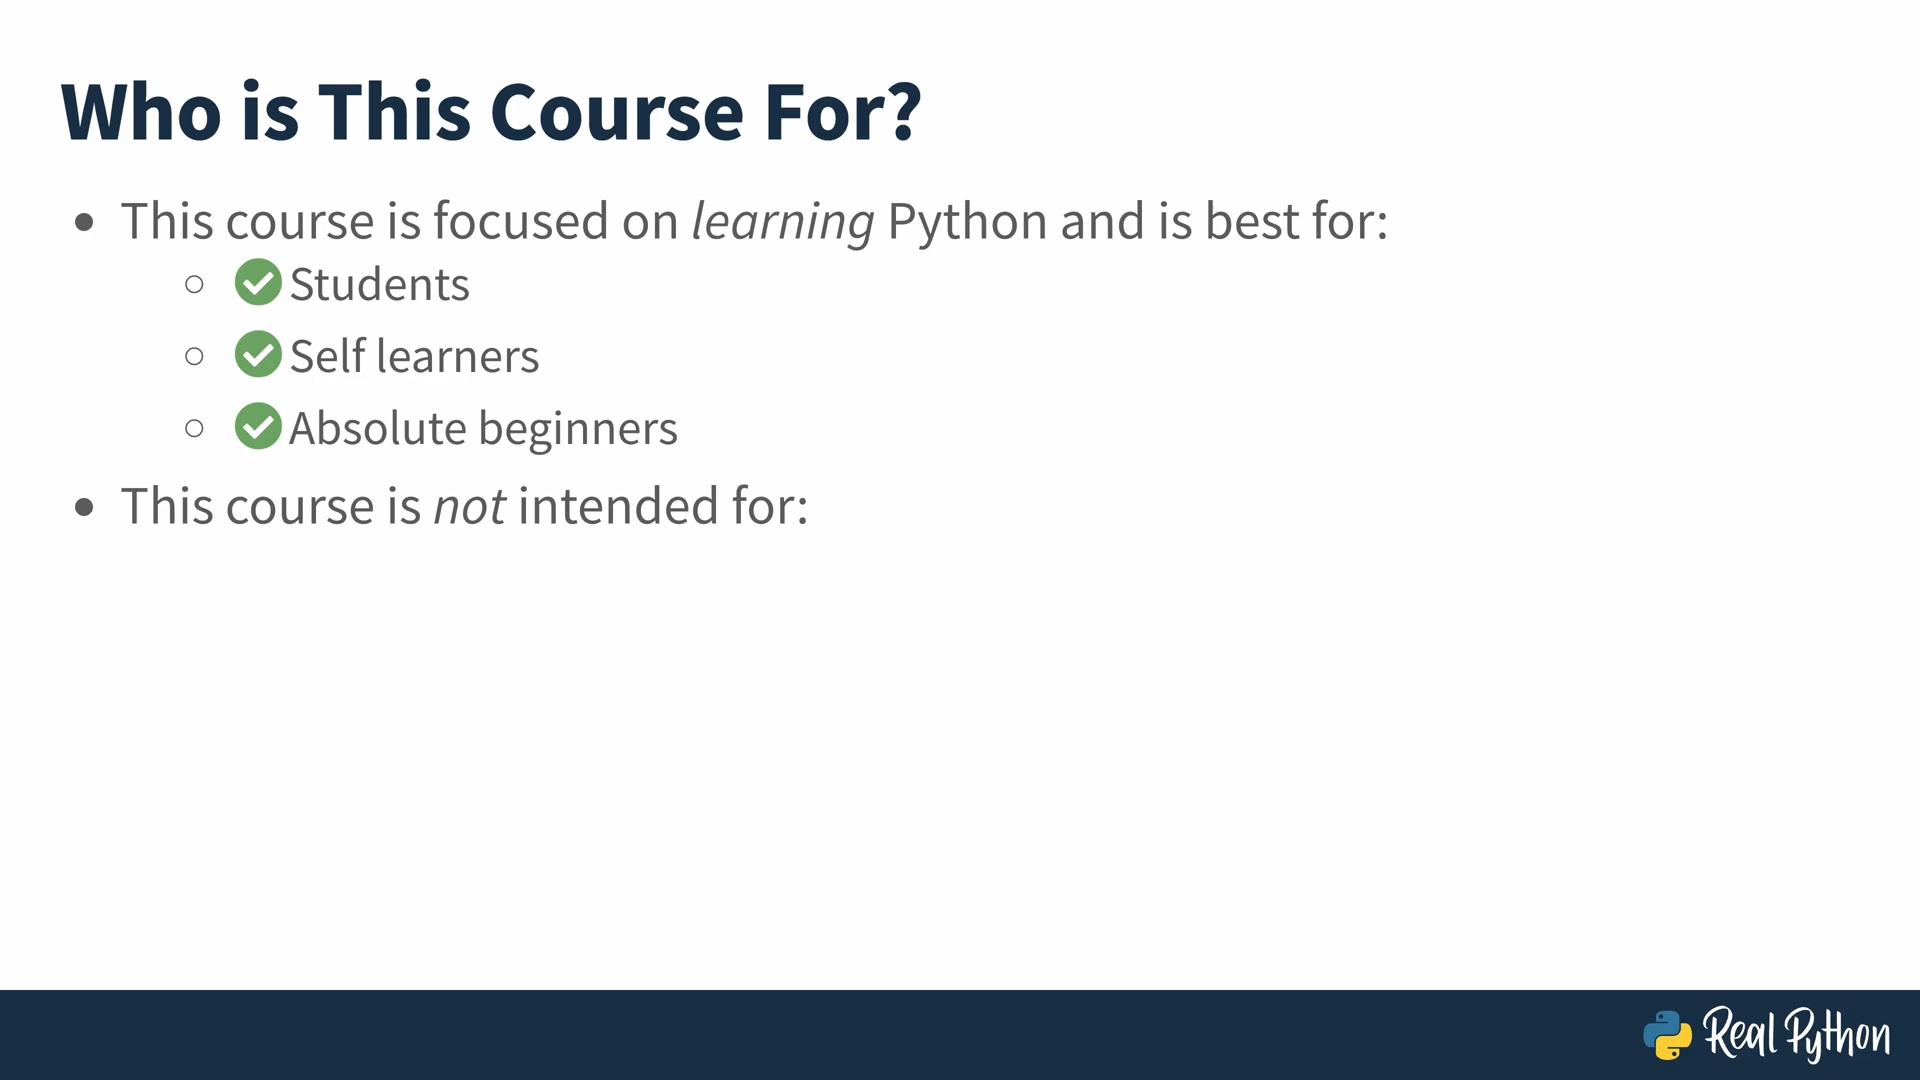 Who is This Course For?
• This course is focused on learning Python and is best for:
○ ✅ Students
○ ✅ Self learners
○ ✅ Absolute beginners
• This course is not intended for:
Real Python